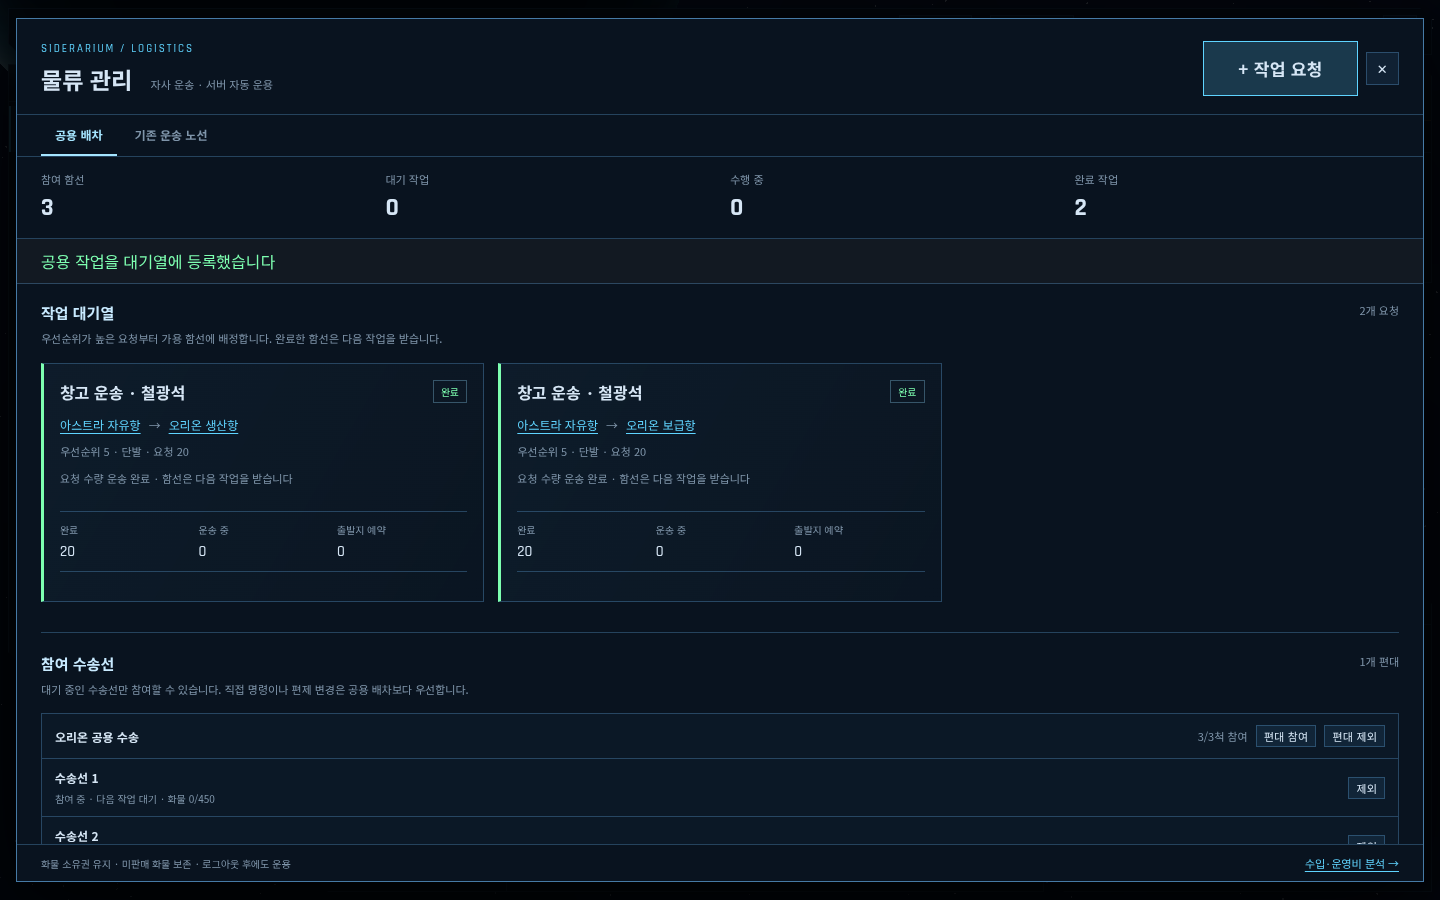 SIDERARIUM / LOGISTICS
물류 관리 자사 운송 · 서버 자동 운용
+ 작업 요청 ×
공용 배차 기존 운송 노선
참여 함선 대기 작업 수행 중 완료 작업
3 0 0 2
공용 작업을 대기열에 등록했습니다
작업 대기열 2개 요청
우선순위가 높은 요청부터 가용 함선에 배정합니다. 완료한 함선은 다음 작업을 받습니다.
창고 운송 · 철광석 완료
아스트라 자유항 → 오리온 생산항
우선순위 5 · 단발 · 요청 20
요청 수량 운송 완료 · 함선은 다음 작업을 받습니다
완료 운송 중 출발지 예약
20 0 0
창고 운송 · 철광석 완료
아스트라 자유항 → 오리온 보급항
우선순위 5 · 단발 · 요청 20
요청 수량 운송 완료 · 함선은 다음 작업을 받습니다
완료 운송 중 출발지 예약
20 0 0
참여 수송선 1개 편대
대기 중인 수송선만 참여할 수 있습니다. 직접 명령이나 편제 변경은 공용 배차보다 우선합니다.
오리온 공용 수송 3/3척 참여 편대 참여 편대 제외
수송선 1
참여 중 · 다음 작업 대기 · 화물 0/450 제외
수송선 2
화물 소유권 유지 · 미판매 화물 보존 · 로그아웃 후에도 운용 수입·운영비 분석 →